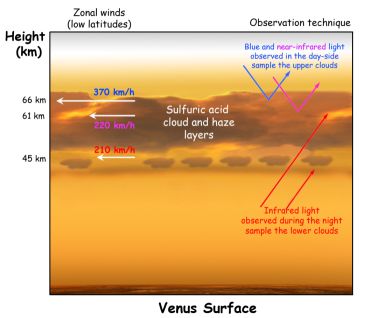 Zonal winds
(low latitudes)
Observation technique
Height
(km)
Blue and near-infrared light
observed in the day-side
sample the upper clouds
370 km/h
66 km
61 km
220 km/h
Sulfuric acid
cloud and haze
layers
210 km/h
45 km
Infrared light
observed during the night
sample the lower clouds
Venus Surface